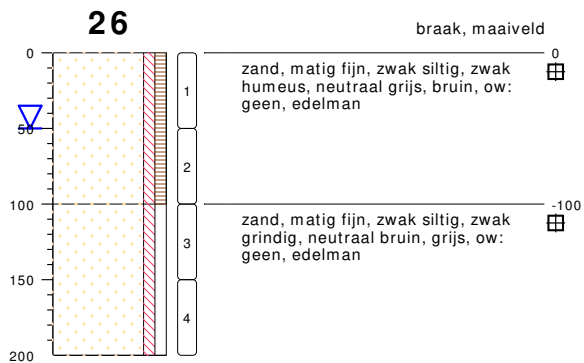 26
braak, maaiveld
0
50
100
150
200
1
2
3
4
0
zand, matig fijn, zwak siltig, zwak
humeus, neutraal grijs, bruin, ow:
geen, edelman
-100
zand, matig fijn, zwak siltig, zwak
grindig, neutraal bruin, grijs, ow:
geen, edelman